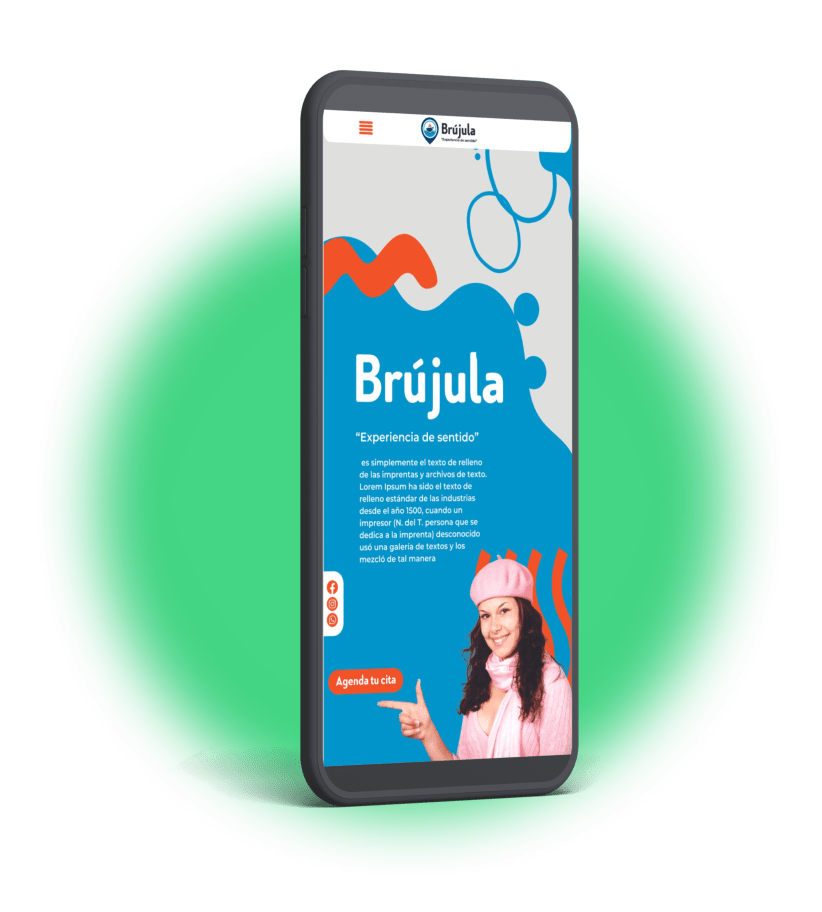 Brújula
"Experiencia de sentido"
Brújula
“Experiencia de sentido”
es simplemente el texto de relleno
de las imprentas y archivos de texto.
Lorem Ipsum ha sido el texto de
relleno estándar de las industrias
desde el año 1500, cuando un
impresor (N. del T. persona que se
dedica a la imprenta) desconocido
usó una galería de textos y los
mezcló de tal manera
Agenda tu cita